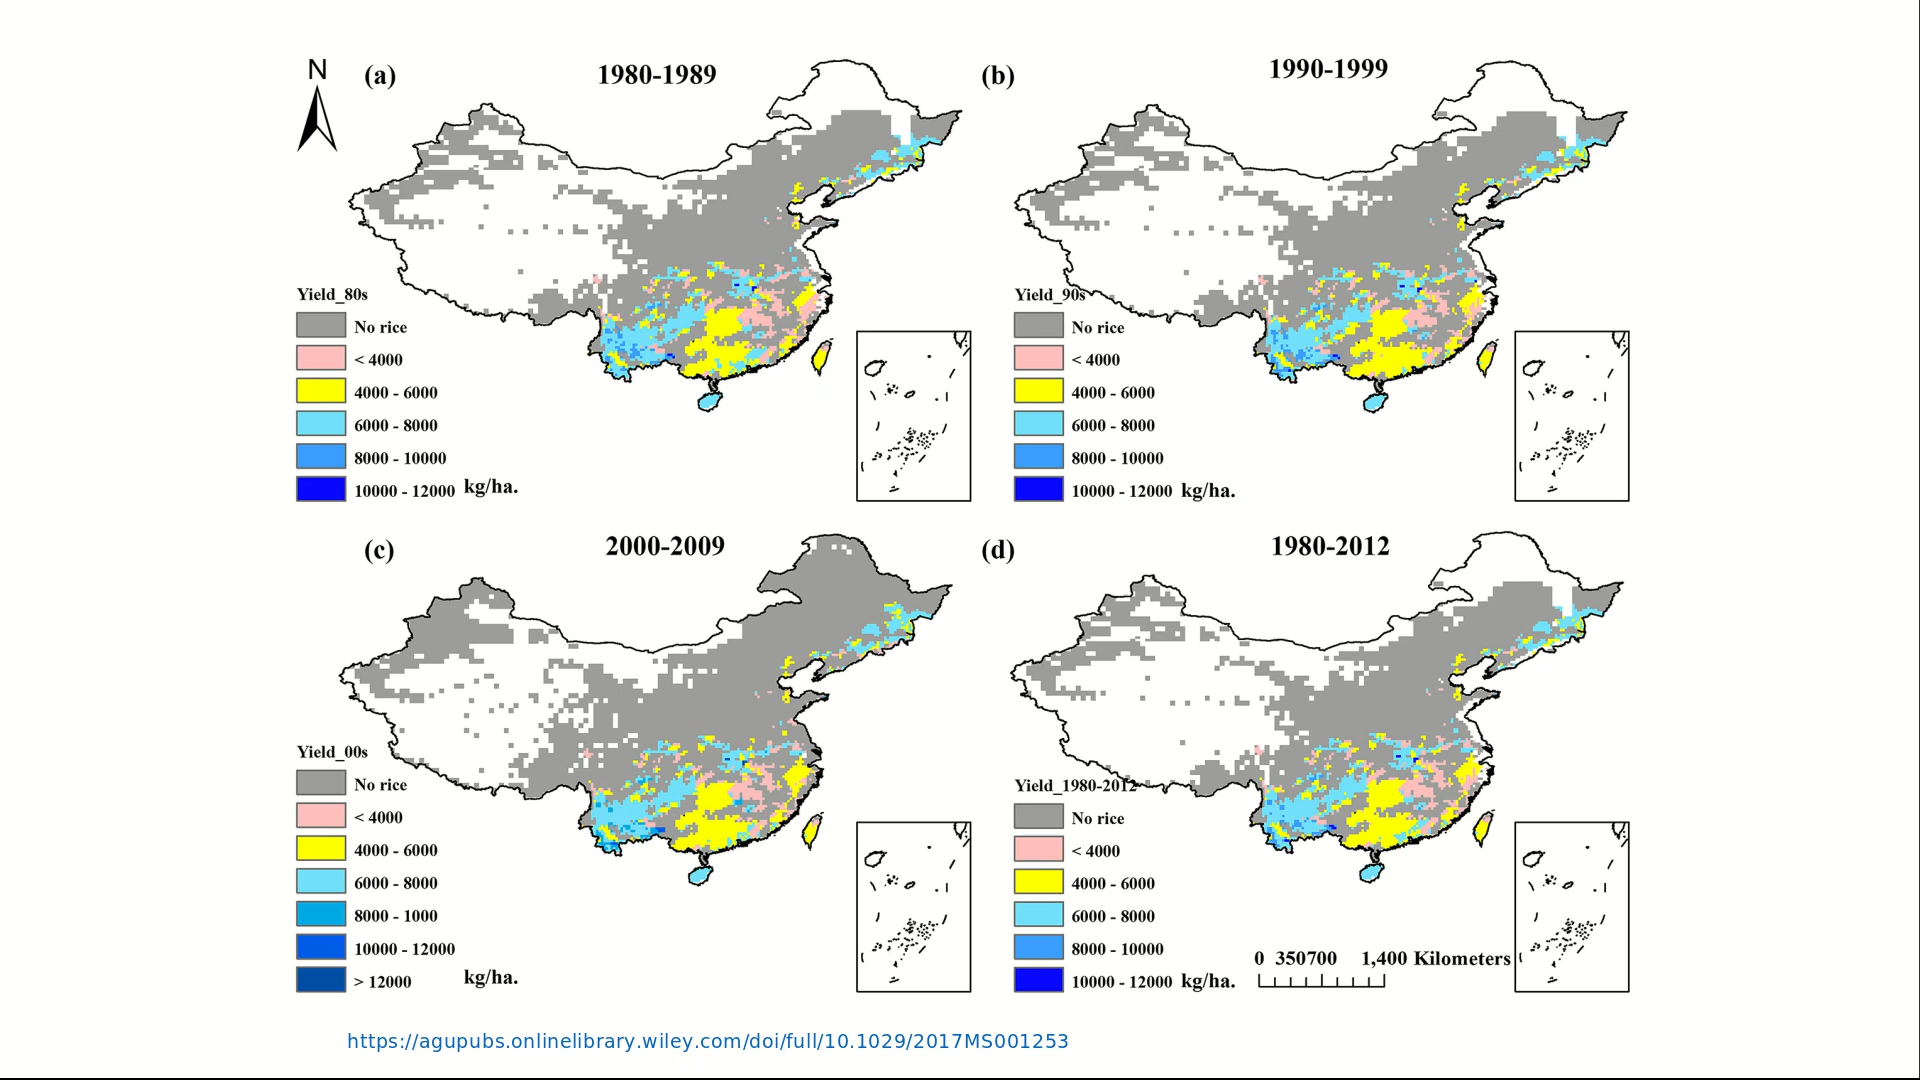 N
(a)
1980-1989
Yield_80s
No rice
< 4000
4000 - 6000
6000 - 8000
8000 - 10000
10000 - 12000 kg/ha.
(b)
1990-1999
Yield_90s
No rice
< 4000
4000 - 6000
6000 - 8000
8000 - 10000
10000 - 12000 kg/ha.
(c)
2000-2009
Yield_00s
No rice
< 4000
4000 - 6000
6000 - 8000
8000 - 1000
10000 - 12000
> 12000 kg/ha.
(d)
1980-2012
Yield_1980-2012
No rice
< 4000
4000 - 6000
6000 - 8000
8000 - 10000
10000 - 12000 kg/ha.
0 350700 1,400 Kilometers
https://agupubs.onlinelibrary.wiley.com/doi/full/10.1029/2017MS001253